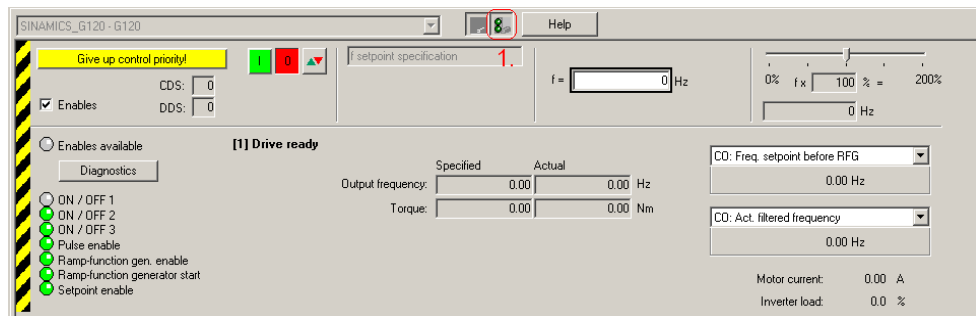 SINAMICS_G120 - G120
Help
Give up control priority!
I
0
f setpoint specification
1.
f =
0 Hz
0% f x 100 % = 200%
0 Hz
CDS: 0
Enables
DDS: 0
Enables available
[1] Drive ready
Diagnostics
Specified Actual
Output frequency: 0.00 0.00 Hz
Torque: 0.00 0.00 Nm
CO: Freq. setpoint before RFG
0.00 Hz
CO: Act. filtered frequency
0.00 Hz
ON / OFF 1
ON / OFF 2
ON / OFF 3
Pulse enable
Ramp-function gen. enable
Ramp-function generator start
Setpoint enable
Motor current: 0.00 A
Inverter load: 0.0 %